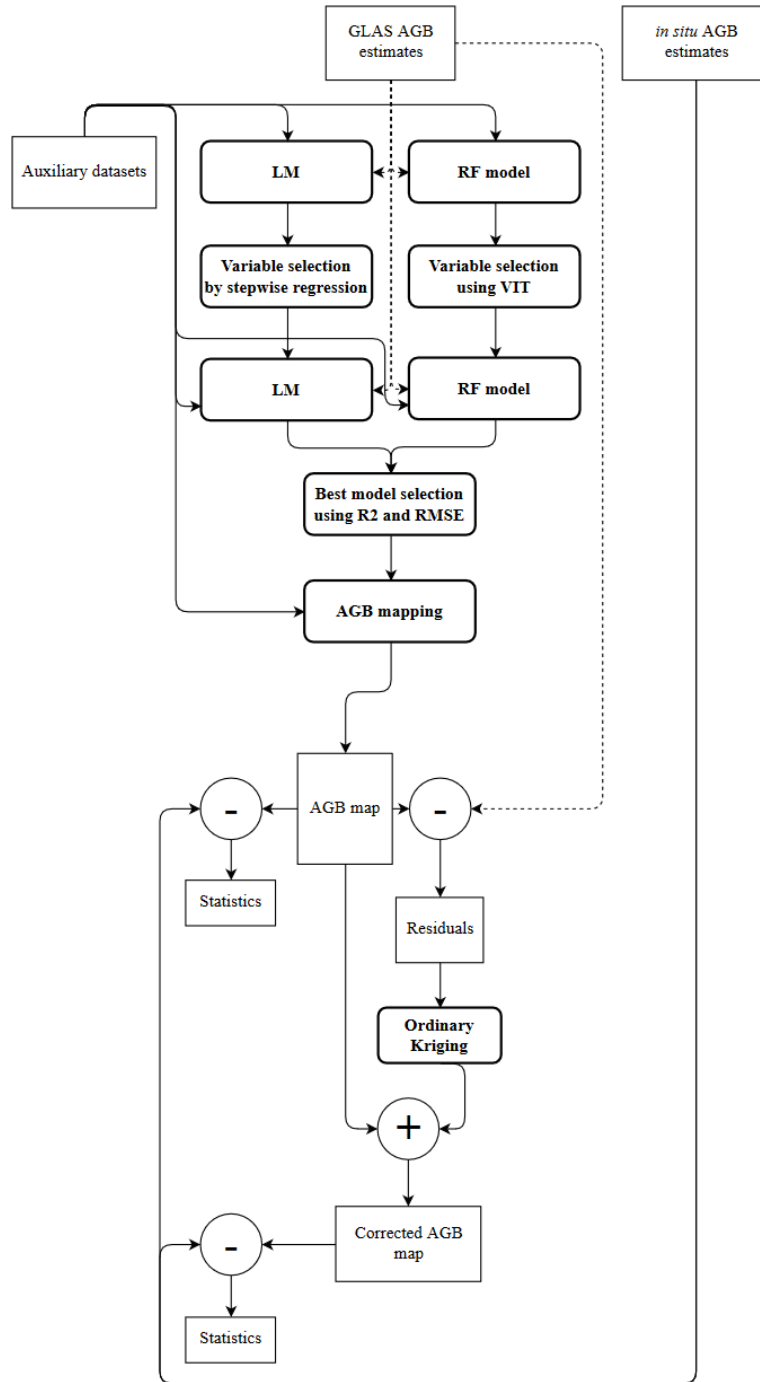 GLAS AGB
estimates
in situ AGB
estimates
Auxiliary datasets
LM
RF model
Variable selection
by stepwise regression
Variable selection
using VIT
LM
RF model
Best model selection
using R2 and RMSE
AGB mapping
AGB map
-
-
Statistics
Residuals
Ordinary
Kriging
+
Corrected AGB
map
-
Statistics